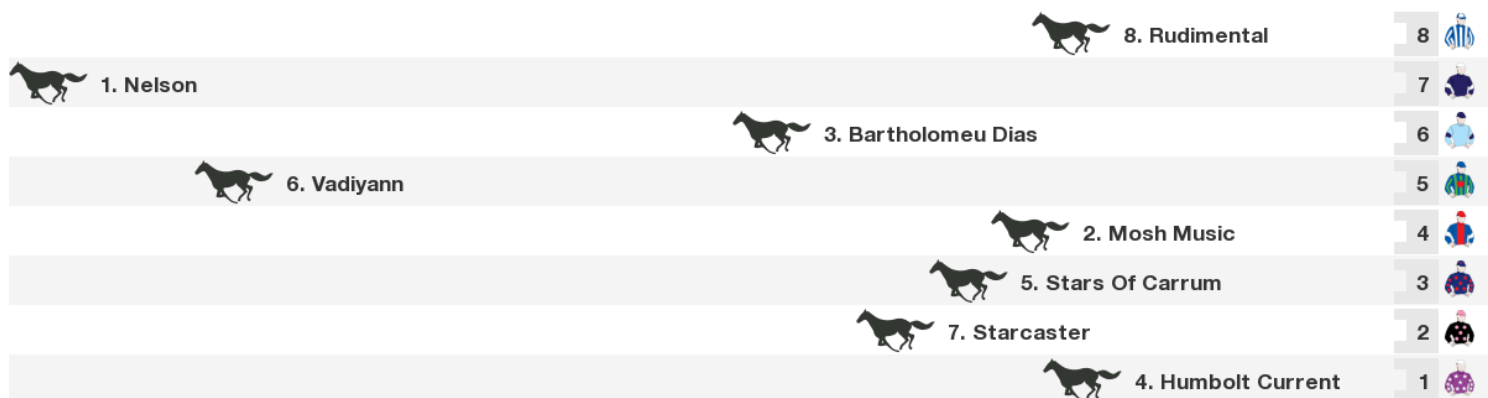 8. Rudimental 8
1. Nelson 7
3. Bartholomeu Dias 6
6. Vadiyann 5
2. Mosh Music 4
5. Stars Of Carrum 3
7. Starcaster 2
4. Humbolt Current 1